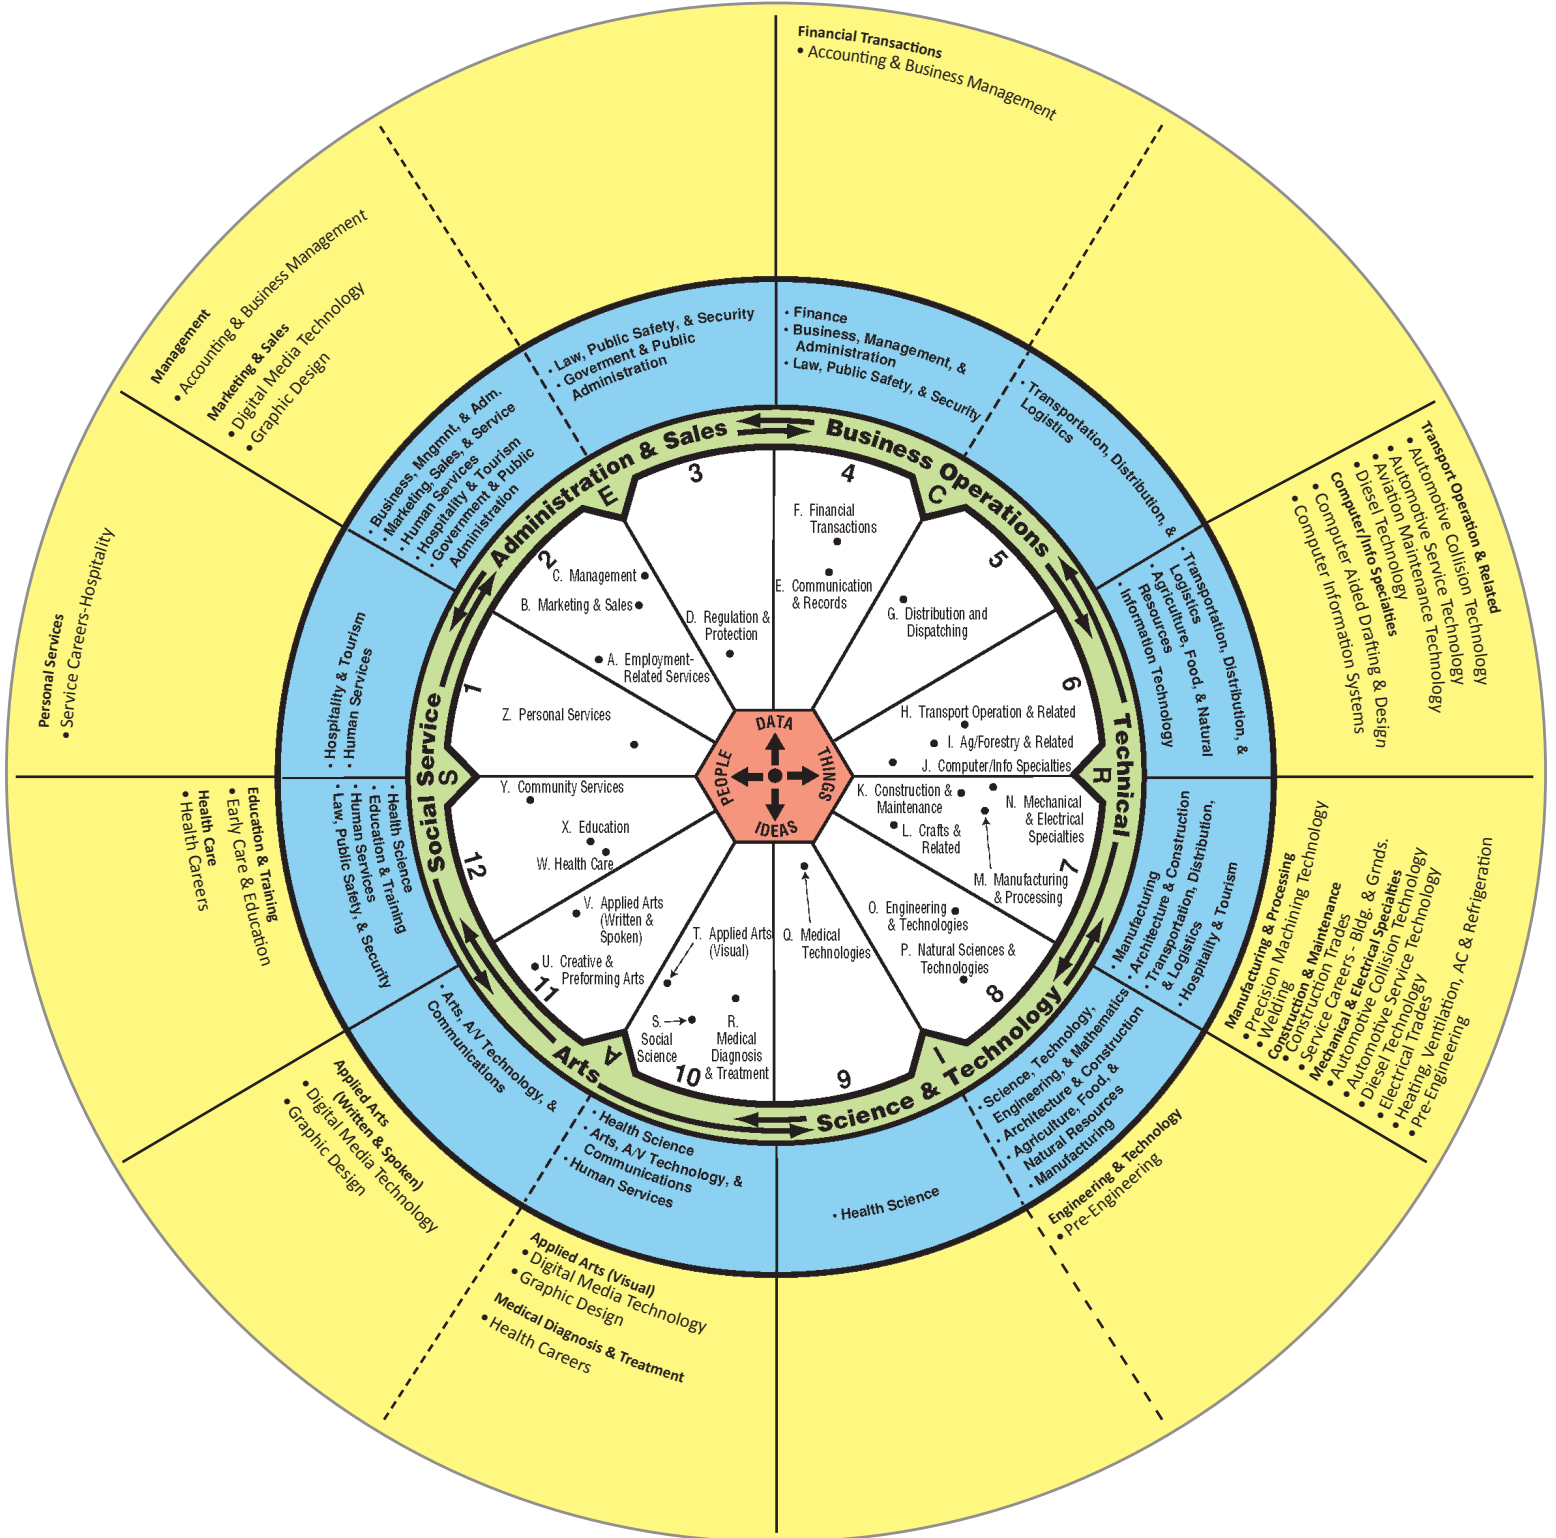 Financial Transactions
• Accounting & Business Management
Transport Operation & Related
• Automotive Collision Technology
• Automotive Service Technology
• Aviation Maintenance Technology
• Diesel Technology
Computer/Info Specialties
• Computer Aided Drafting & Design
• Computer Information Systems
Manufacturing & Processing
• Precision Machining Technology
• Welding
Construction & Maintenance
• Construction Trades
• Service Careers - Bldg. & Grnds.
Mechanical & Electrical Specialties
• Automotive Collision Technology
• Automotive Service Technology
• Diesel Technology
• Electrical Trades
• Heating, Ventilation, AC & Refrigeration
• Pre-Engineering
Engineering & Technology
• Pre-Engineering
Applied Arts (Visual)
• Digital Media Technology
• Graphic Design
Medical Diagnosis & Treatment
• Health Careers
Applied Arts
(Written & Spoken)
• Digital Media Technology
• Graphic Design
Education & Training
• Early Care & Education
Health Care
• Health Careers
Personal Services
• Service Careers-Hospitality
Management
• Accounting & Business Management
Marketing & Sales
• Digital Media Technology
• Graphic Design
• Law, Public Safety, & Security
• Goverment & Public
Administration
• Finance
• Business, Management, &
Administration
• Law, Public Safety, & Security
• Transportation, Distribution, &
Logistics
• Transportation, Distribution, &
Logistics
• Agriculture, Food, & Natural
Resources
• Information Technology
• Manufacturing
• Architecture & Construction
• Transportation, Distribution,
& Logistics
• Hospitality & Tourism
• Science, Technology,
Engineering, & Mathematics
• Architecture & Construction
• Agriculture, Food, &
Natural Resources
• Manufacturing
• Health Science
• Health Science
• Arts, A/V Technology, &
Communications
• Human Services
• Arts, A/V Technology, &
Communications
• Health Science
• Education & Training
• Human Services
• Law, Public Safety, & Security
• Hospitality & Tourism
• Human Services
• Business, Mngmnt, & Adm.
• Marketing, Sales, & Service
• Human Services
• Hospitality & Tourism
• Government & Public
Administration
Administration & Sales
Business Operations
Technical
Science & Technology
Arts
Social Service
E
C
R
I
A
S
1
2
3
4
5
6
7
8
9
10
11
12
F. Financial
Transactions
E. Communication
& Records
G. Distribution and
Dispatching
H. Transport Operation & Related
I. Ag/Forestry & Related
J. Computer/Info Specialties
K. Construction &
Maintenance
N. Mechanical
& Electrical
Specialties
L. Crafts &
Related
M. Manufacturing
& Processing
O. Engineering
& Technologies
P. Natural Sciences &
Technologies
Q. Medical
Technologies
T. Applied Arts
(Visual)
S.
Social
Science
R.
Medical
Diagnosis
& Treatment
V. Applied Arts
(Written &
Spoken)
U. Creative &
Preforming Arts
Y. Community Services
X. Education
W. Health Care
Z. Personal Services
C. Management
B. Marketing & Sales
A. Employment-
Related Services
D. Regulation &
Protection
DATA
THINGS
IDEAS
PEOPLE